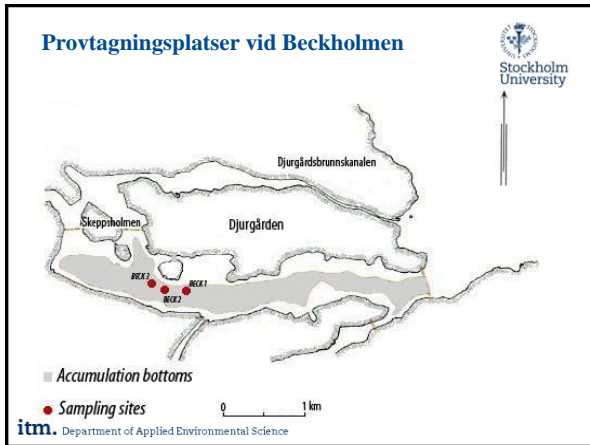 Provtagningsplatser vid Beckholmen
Stockholm
University
Djurgårdsbrunnskanalen
Skeppsholmen
Djurgården
BECK 3
BECK 1
BECK 2
Accumulation bottoms
Sampling sites
0 1 km
itm. Department of Applied Environmental Science